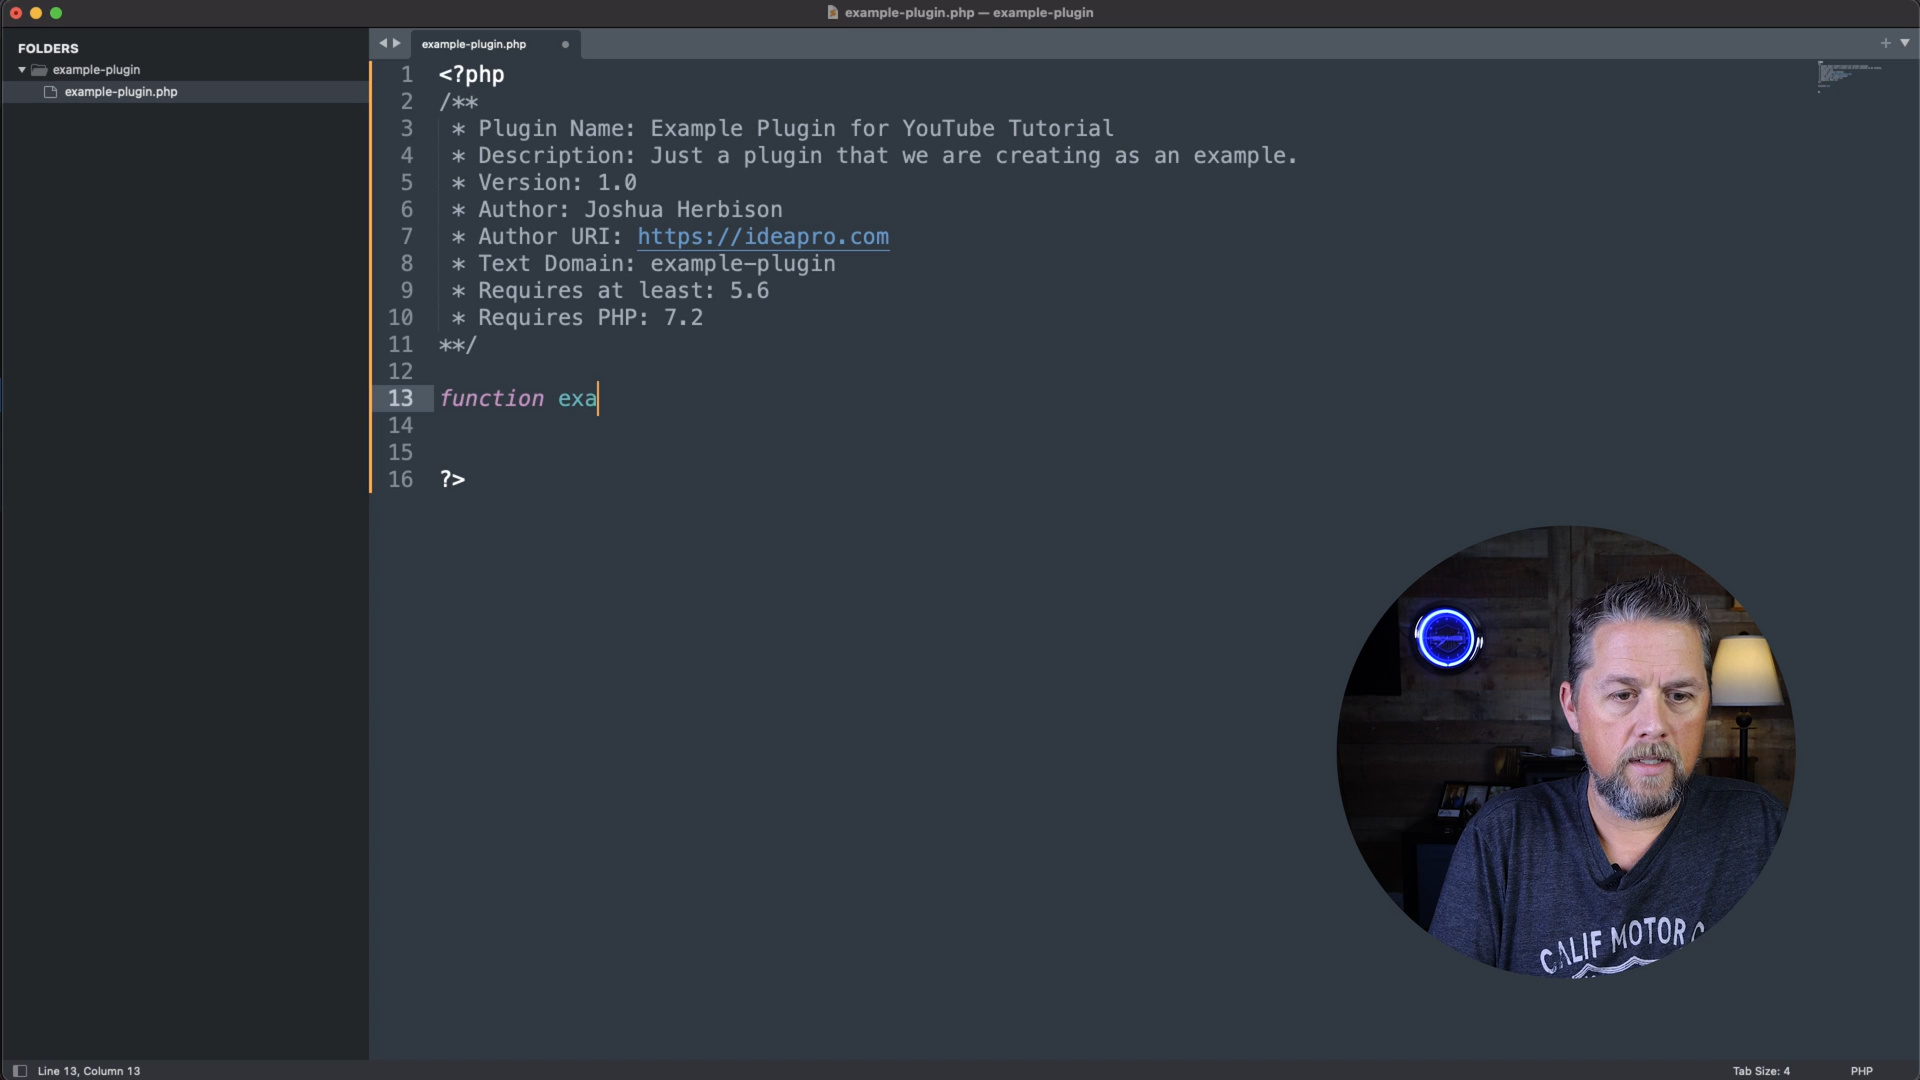 example-plugin.php — example-plugin
FOLDERS
example-plugin
example-plugin.php
example-plugin.php
1 <?php
2 /**
3 * Plugin Name: Example Plugin for YouTube Tutorial
4 * Description: Just a plugin that we are creating as an example.
5 * Version: 1.0
6 * Author: Joshua Herbison
7 * Author URI: https://ideapro.com
8 * Text Domain: example-plugin
9 * Requires at least: 5.6
10 * Requires PHP: 7.2
11 **/
12
13 function exa
14
15
16 ?>
CALIF MOTOR
Line 13, Column 13
Tab Size: 4
PHP